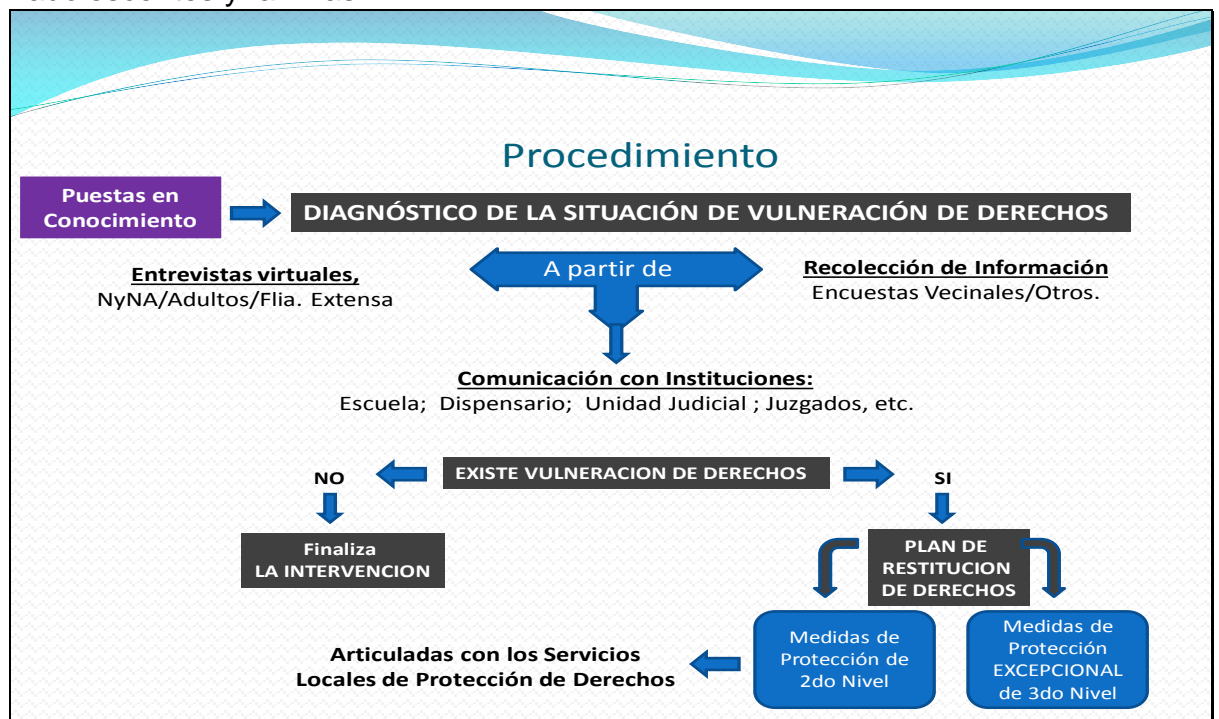 Procedimiento
Puestas en
Conocimiento
DIAGNÓSTICO DE LA SITUACIÓN DE VULNERACIÓN DE DERECHOS
Entrevistas virtuales,
NyNA/Adultos/Flia. Extensa
A partir de
Recolección de Información
Encuestas Vecinales/Otros.
Comunicación con Instituciones:
Escuela; Dispensario; Unidad Judicial ; Juzgados, etc.
NO
EXISTE VULNERACION DE DERECHOS
SI
Finaliza
LA INTERVENCION
PLAN DE
RESTITUCION
DE DERECHOS
Articuladas con los Servicios
Locales de Protección de Derechos
Medidas de
Protección de
2do Nivel
Medidas de
Protección
EXCEPCIONAL
de 3do Nivel